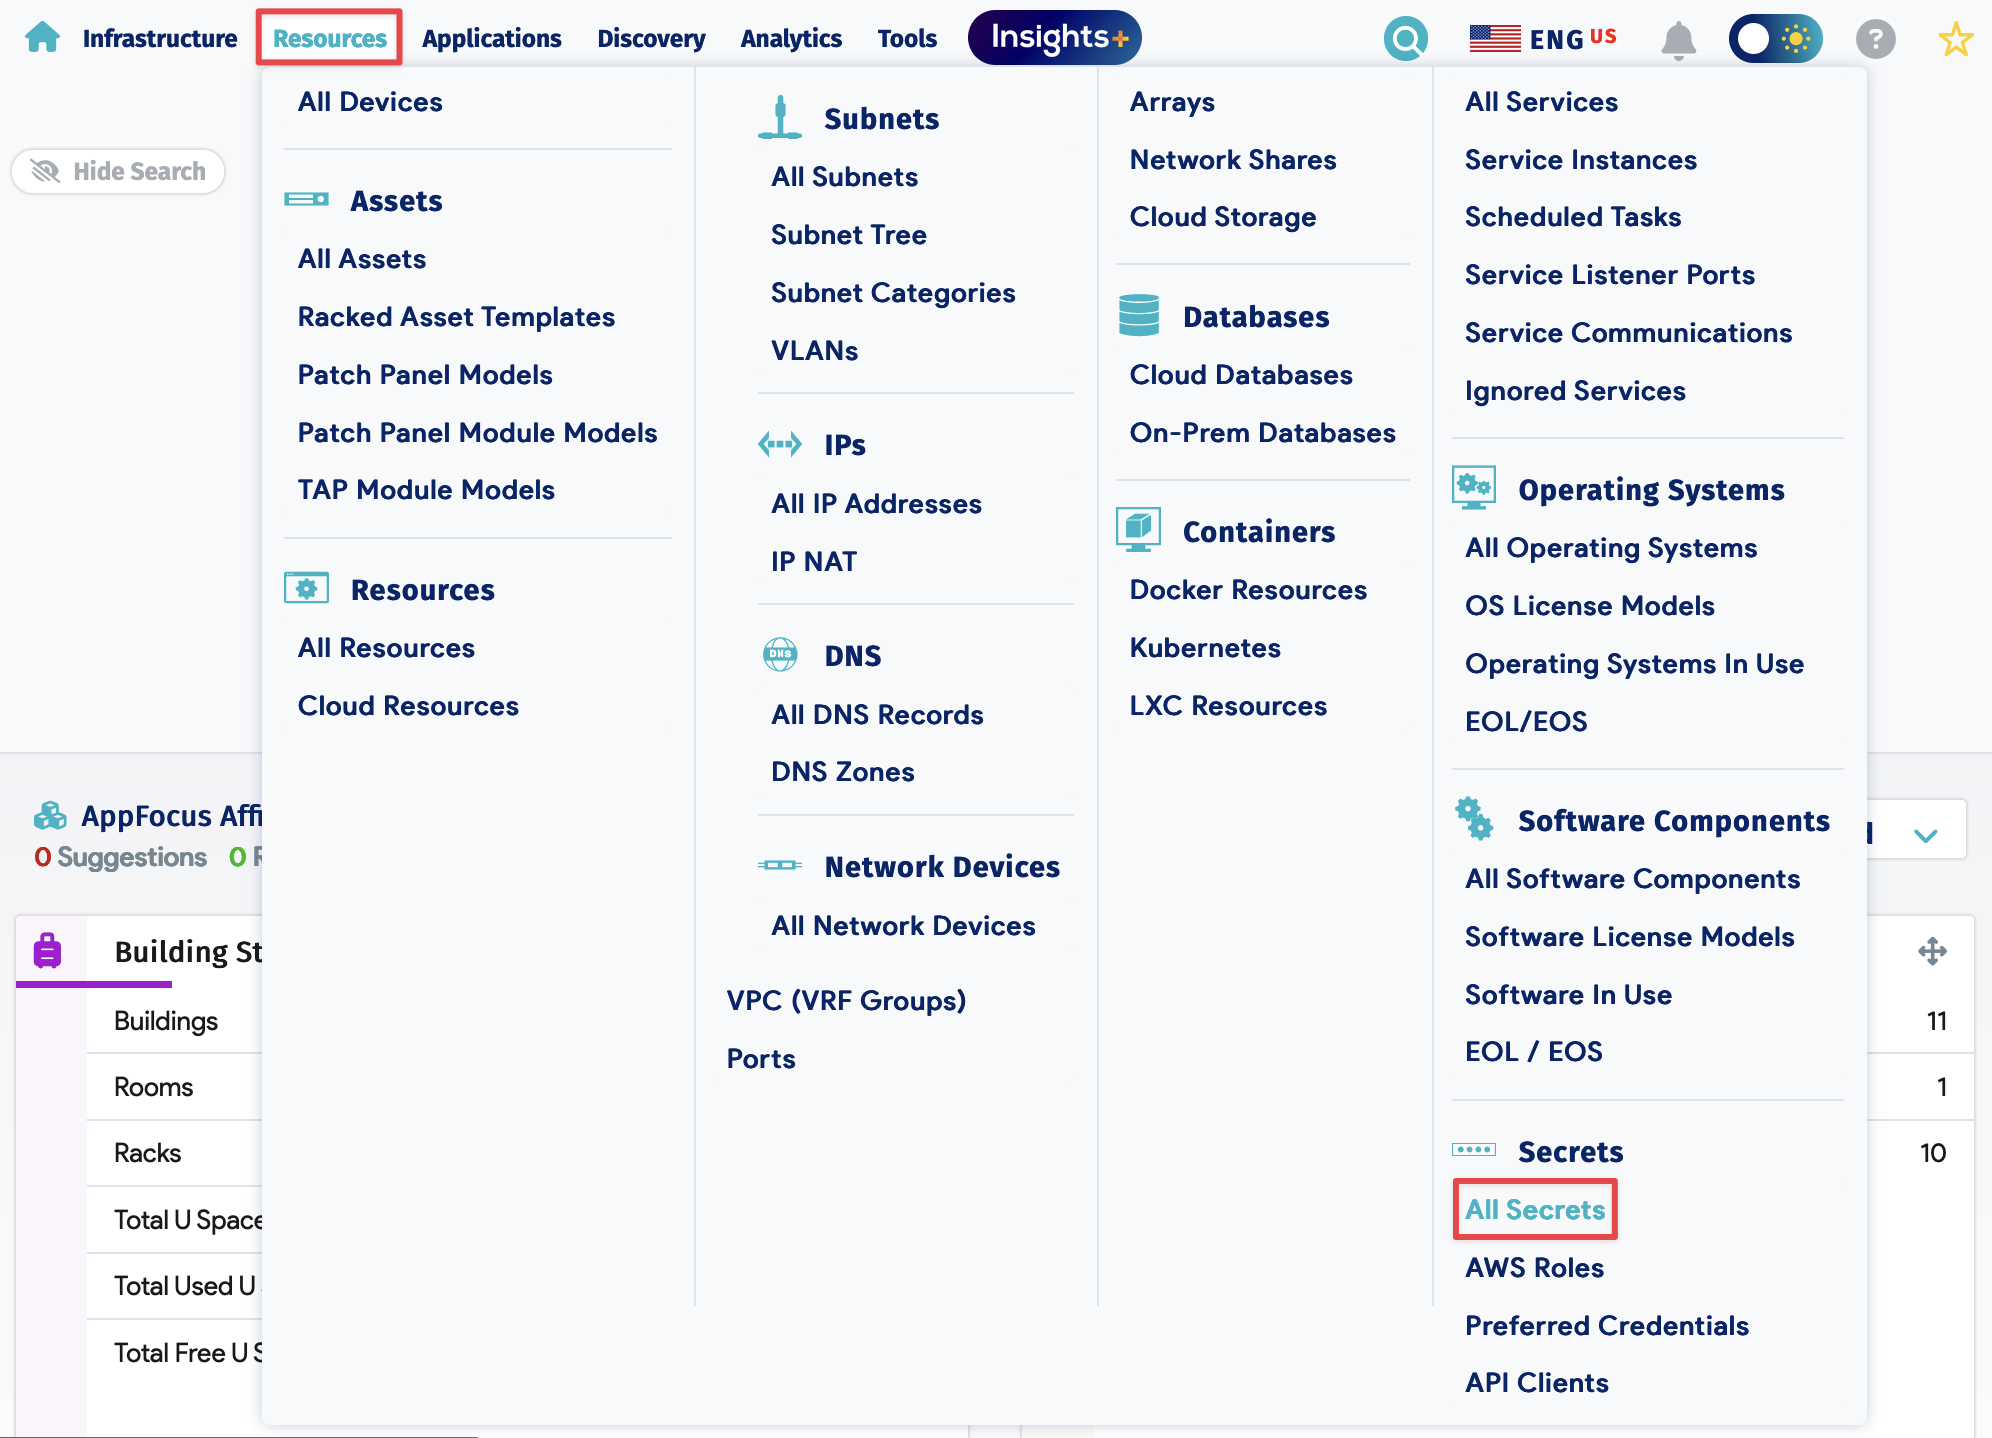 Infrastructure
Resources
Applications
Discovery
Analytics
Tools
Insights+
ENG US
?
Hide Search
All Devices
Assets
All Assets
Racked Asset Templates
Patch Panel Models
Patch Panel Module Models
TAP Module Models
Resources
All Resources
Cloud Resources
Subnets
All Subnets
Subnet Tree
Subnet Categories
VLANs
IPs
All IP Addresses
IP NAT
DNS
DNS
All DNS Records
DNS Zones
Network Devices
All Network Devices
VPC (VRF Groups)
Ports
Arrays
Network Shares
Cloud Storage
Databases
Cloud Databases
On-Prem Databases
Containers
Docker Resources
Kubernetes
LXC Resources
All Services
Service Instances
Scheduled Tasks
Service Listener Ports
Service Communications
Ignored Services
Operating Systems
All Operating Systems
OS License Models
Operating Systems In Use
EOL/EOS
Software Components
All Software Components
Software License Models
Software In Use
EOL / EOS
Secrets
All Secrets
AWS Roles
Preferred Credentials
API Clients
AppFocus
0 Suggestions 0
Building
Buildings 11
Rooms 1
Racks 10
Total U Space
Total Used U
Total Free U